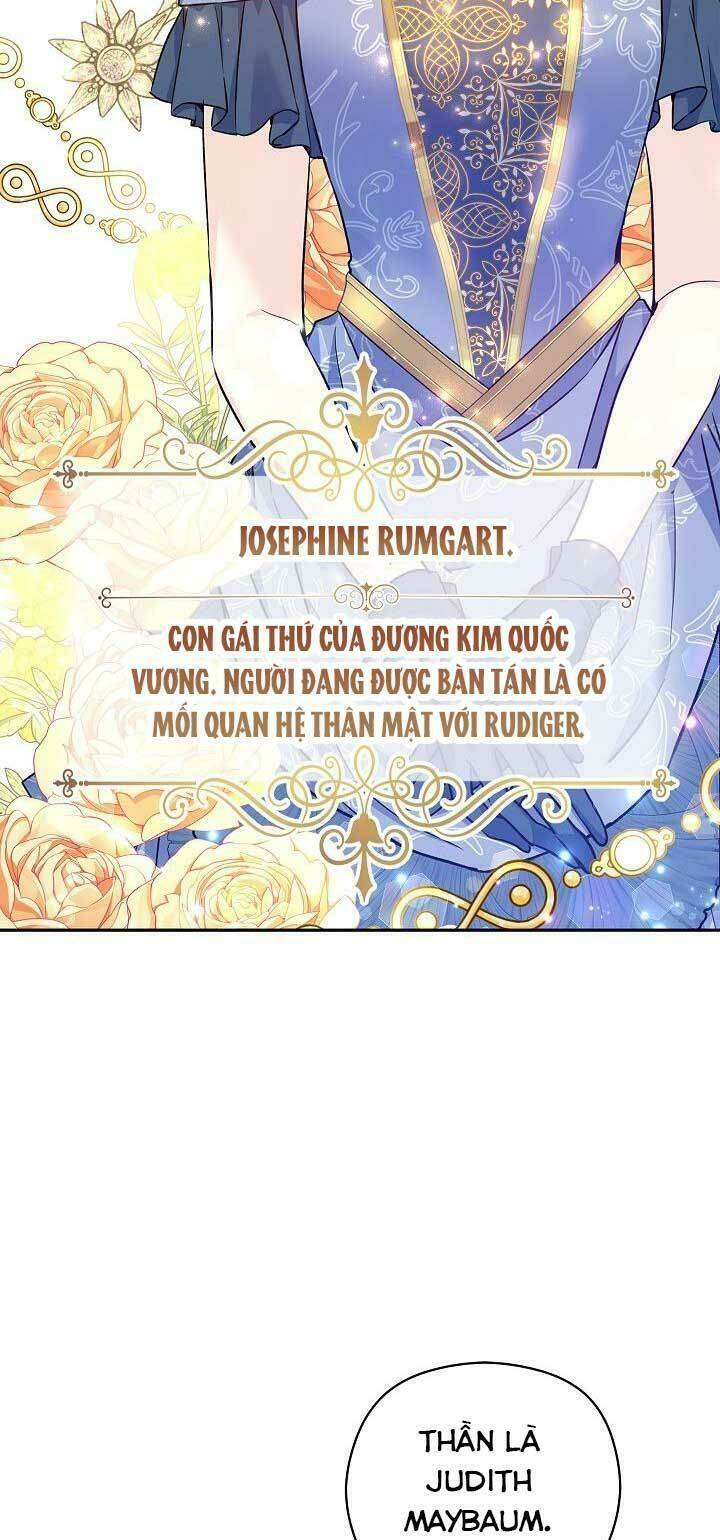 JOSEPHINE RUMGART.
CON GÁI THỨ CỦA ĐƯƠNG KIM QUỐC
VƯƠNG. NGƯỜI ĐANG ĐƯỢC BÀN TÁN LÀ CÓ
MỐI QUAN HỆ THÂN MẬT VỚI RUDIGER.
THẦN LÀ
JUDITH
MAYBAUM.